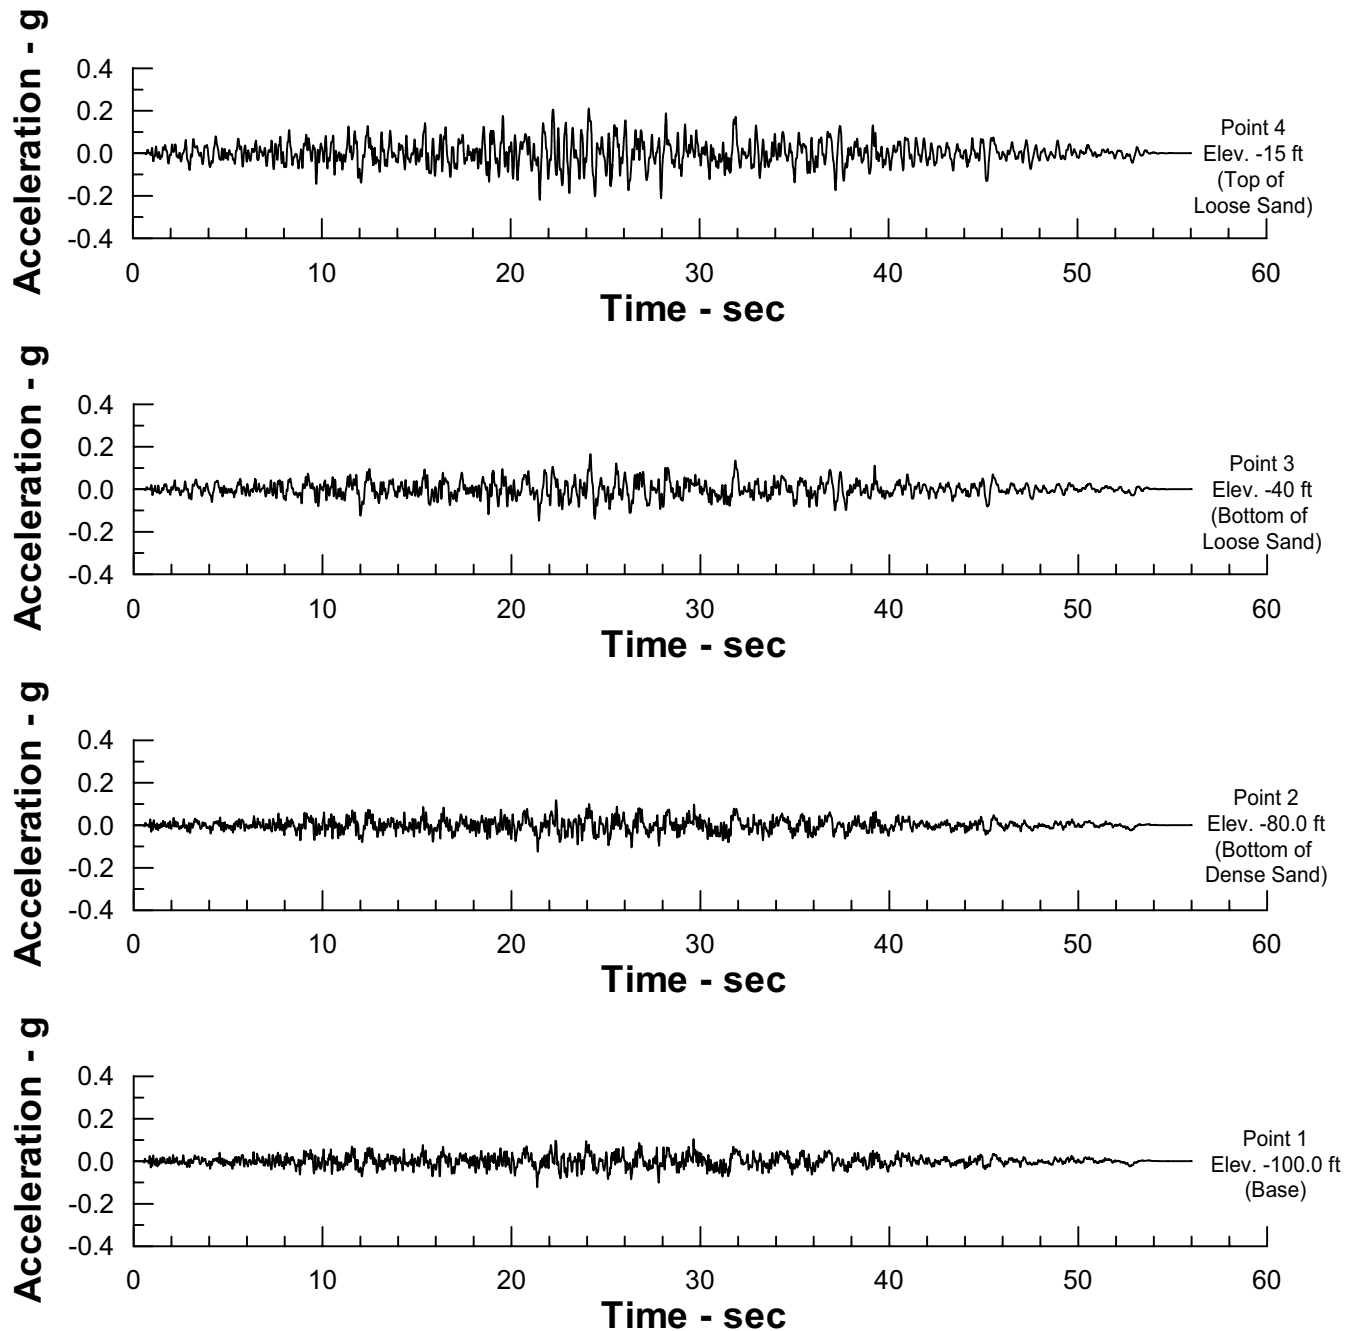 Acceleration - g
0.4
0.2
0.0
-0.2
-0.4
0 10 20 30 40 50 60
Time - sec
Point 4
Elev. -15 ft
(Top of
Loose Sand)
Acceleration - g
0.4
0.2
0.0
-0.2
-0.4
0 10 20 30 40 50 60
Time - sec
Point 3
Elev. -40 ft
(Bottom of
Loose Sand)
Acceleration - g
0.4
0.2
0.0
-0.2
-0.4
0 10 20 30 40 50 60
Time - sec
Point 2
Elev. -80.0 ft
(Bottom of
Dense Sand)
Acceleration - g
0.4
0.2
0.0
-0.2
-0.4
0 10 20 30 40 50 60
Time - sec
Point 1
Elev. -100.0 ft
(Base)